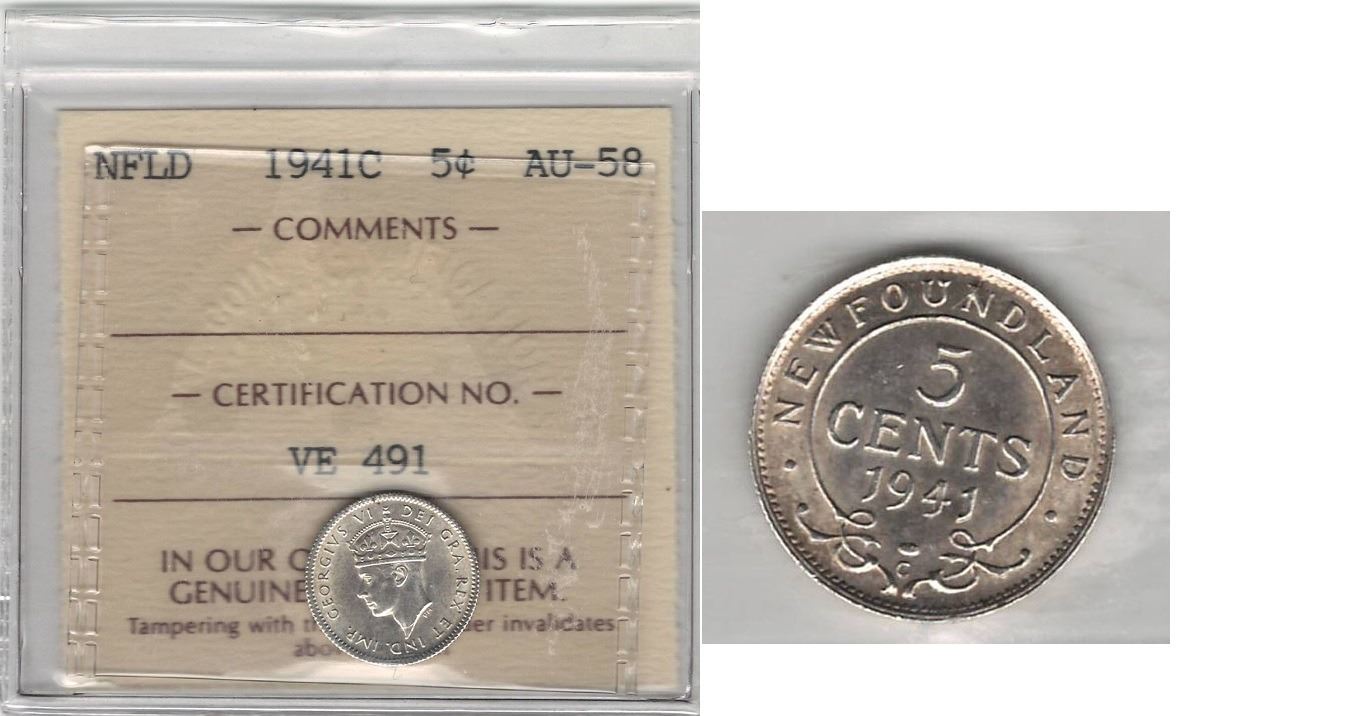 NFLD 1941C 5¢ AU-58
— COMMENTS —
— CERTIFICATION NO. —
VE 491
IN OUR IS IS A
GENUINE ITEM.
Tampering with invalidates
GEORGIVS VI DEI GRA. REX ET IND. IMP.
NEWFOUNDLAND
5
CENTS
1941
C